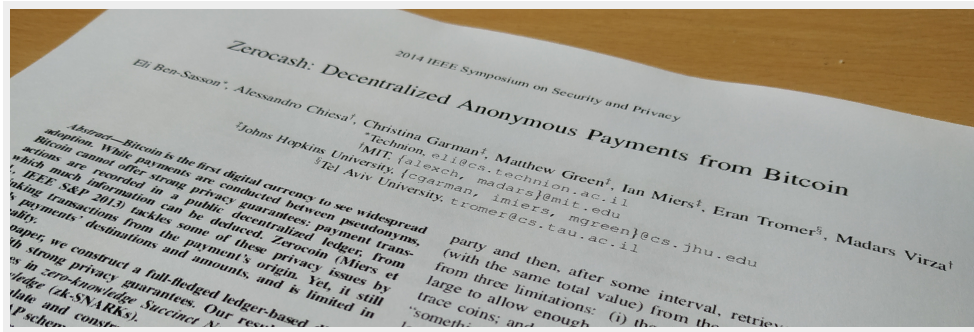 2014 IEEE Symposium on Security and Privacy
Zerocash: Decentralized Anonymous Payments from Bitcoin
Eli Ben-Sasson*, Alessandro Chiesa†, Christina Garman‡, Matthew Green‡, Ian Miers‡, Eran Tromer§, Madars Virza†
*Technion, eli@cs.technion.ac.il
†MIT, {alexch, madars}@mit.edu
‡Johns Hopkins University, {cgarman, imiers, mgreen}@cs.jhu.edu
§Tel Aviv University, tromer@cs.tau.ac.il
Abstract—Bitcoin is the first digital currency to see widespread
adoption. While payments are conducted between pseudonyms,
Bitcoin cannot offer strong privacy guarantees: payment trans-
actions are recorded in a public decentralized ledger, from
which much information can be deduced. Zerocoin (Miers et
IEEE S&P 2013) tackles some of these privacy issues by
transactions from the payment's origin. Yet, it still
payments' destinations and amounts, and is limited in
paper, we construct a full-fledged ledger-based
strong privacy guarantees. Our
in zero-knowledge Succinct
(zk-SNARKs).
and
party and then, after some interval,
(with the same total value) from the
from three limitations: (i)
large to allow enough
trace coins; and